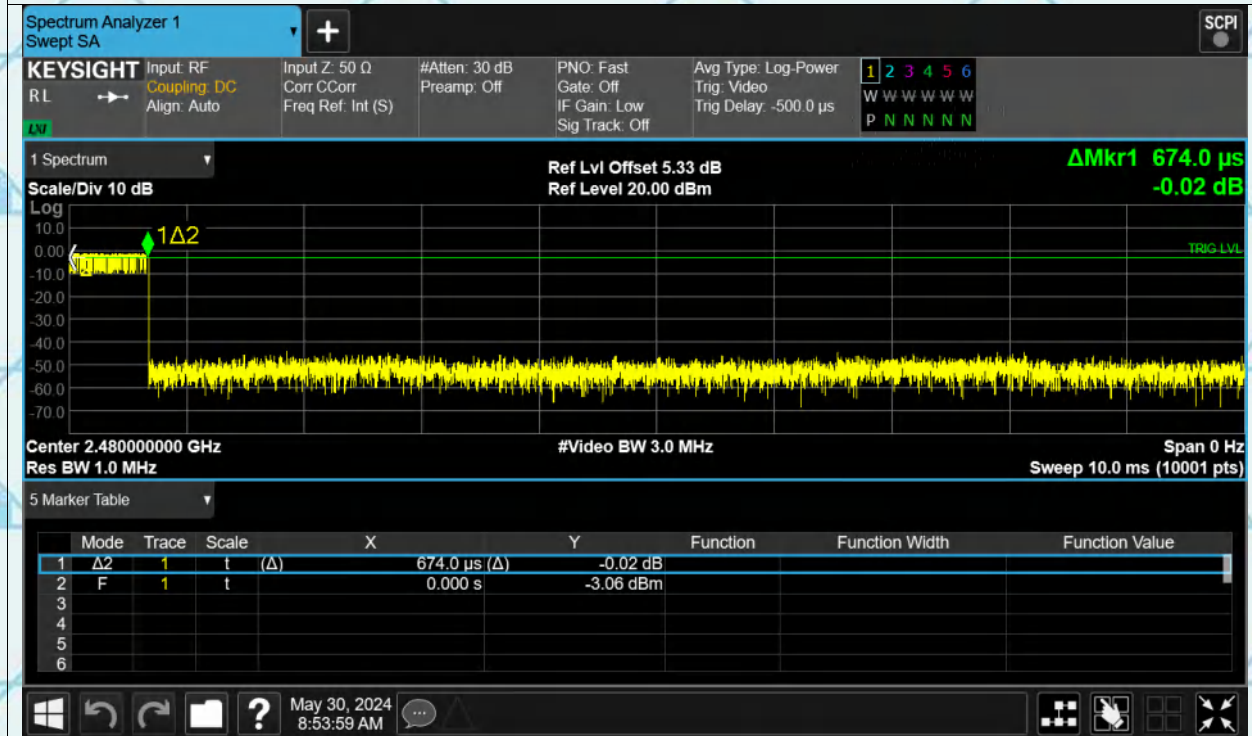 Spectrum Analyzer 1
Swept SA
+
SCPI
KEYSIGHT
RL
LXI
Input: RF
Coupling: DC
Align: Auto
Input Z: 50 Ω
Corr CCorr
Freq Ref: Int (S)
#Atten: 30 dB
Preamp: Off
PNO: Fast
Gate: Off
IF Gain: Low
Sig Track: Off
Avg Type: Log-Power
Trig: Video
Trig Delay: -500.0 µs
1 2 3 4 5 6
W W W W W W
P N N N N N
1 Spectrum
Scale/Div 10 dB
Ref Lvl Offset 5.33 dB
Ref Level 20.00 dBm
ΔMkr1 674.0 µs
-0.02 dB
Log
10.0
0.00
-10.0
-20.0
-30.0
-40.0
-50.0
-60.0
-70.0
1Δ2
TRIG LVL
Center 2.480000000 GHz
#Video BW 3.0 MHz
Span 0 Hz
Res BW 1.0 MHz
Sweep 10.0 ms (10001 pts)
5 Marker Table
Mode Trace Scale X Y Function Function Width Function Value
1 Δ2 1 t (Δ) 674.0 µs (Δ) -0.02 dB
2 F 1 t 0.000 s -3.06 dBm
3
4
5
6
?
May 30, 2024
8:53:59 AM